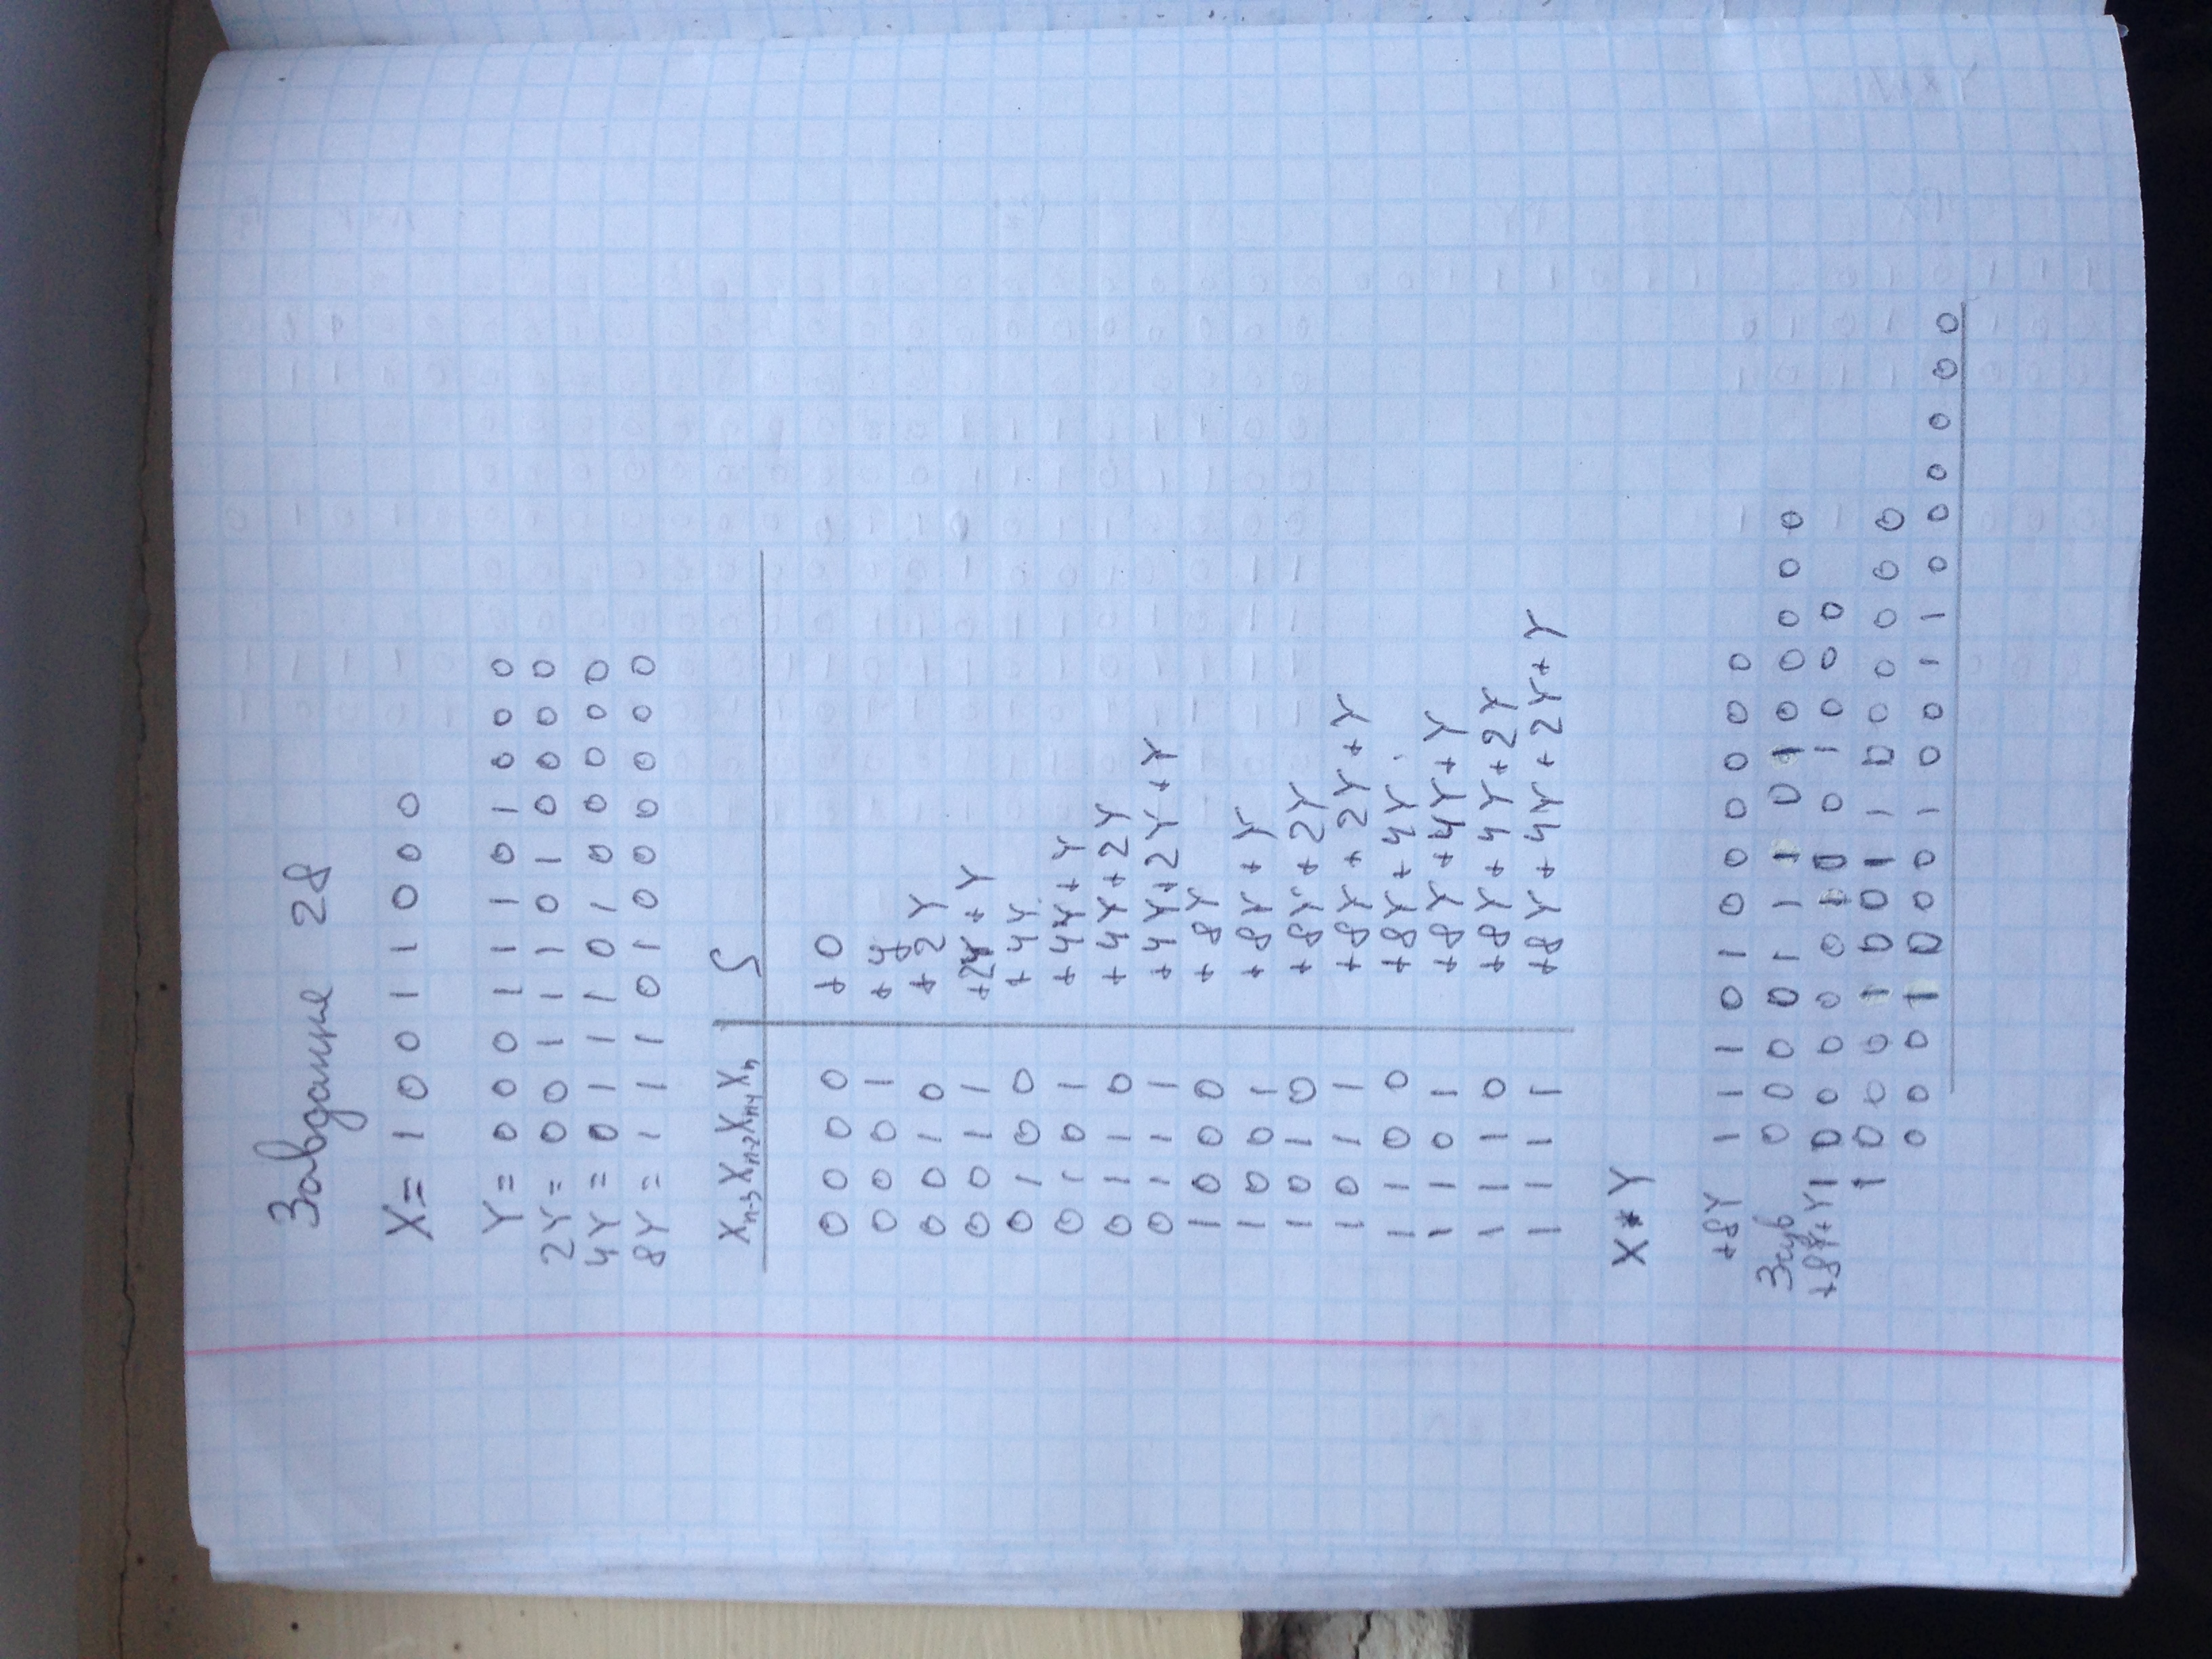 Завдання 28
X= 1 0 0 1 1 0 0 0
Y= 0 0 0 1 1 1 0 1 0 0 0
2Y= 0 0 1 1 1 0 1 0 0 0 0
4Y= 0 1 1 1 0 1 0 0 0 0 0
8Y= 1 1 1 0 1 0 0 0 0 0 0
Xn-3 Xn-2 Xn-1 Xn S
0 0 0 0 +0
0 0 0 1 +y
0 0 1 0 +2Y
0 0 1 1 +2Y+Y
0 1 0 0 +4Y
0 1 0 1 +4Y+Y
0 1 1 0 +4Y+2Y
0 1 1 1 +4Y+2Y+Y
1 0 0 0 +8Y
1 0 0 1 +8Y+Y
1 0 1 0 +8Y+2Y
1 0 1 1 +8Y+2Y+Y
1 1 0 0 +8Y+4Y
1 1 0 1 +8Y+4Y+Y
1 1 1 0 +8Y+4Y+2Y
1 1 1 1 +8Y+4Y+2Y+Y
X*Y
+8Y 1 1 1 0 1 0 0 0 0 0 0
Зсув 0 0 0 0 1 1 1 0 1 0 0 0 0 0
+8Y+Y 1 0 0 0 0 0 1 0 0 1 0 0 0
1 0 0 0 1 0 0 1 1 0 0 0 0 0 0
0 0 0 1 0 0 0 1 0 0 1 1 0 0 0 0 0 0